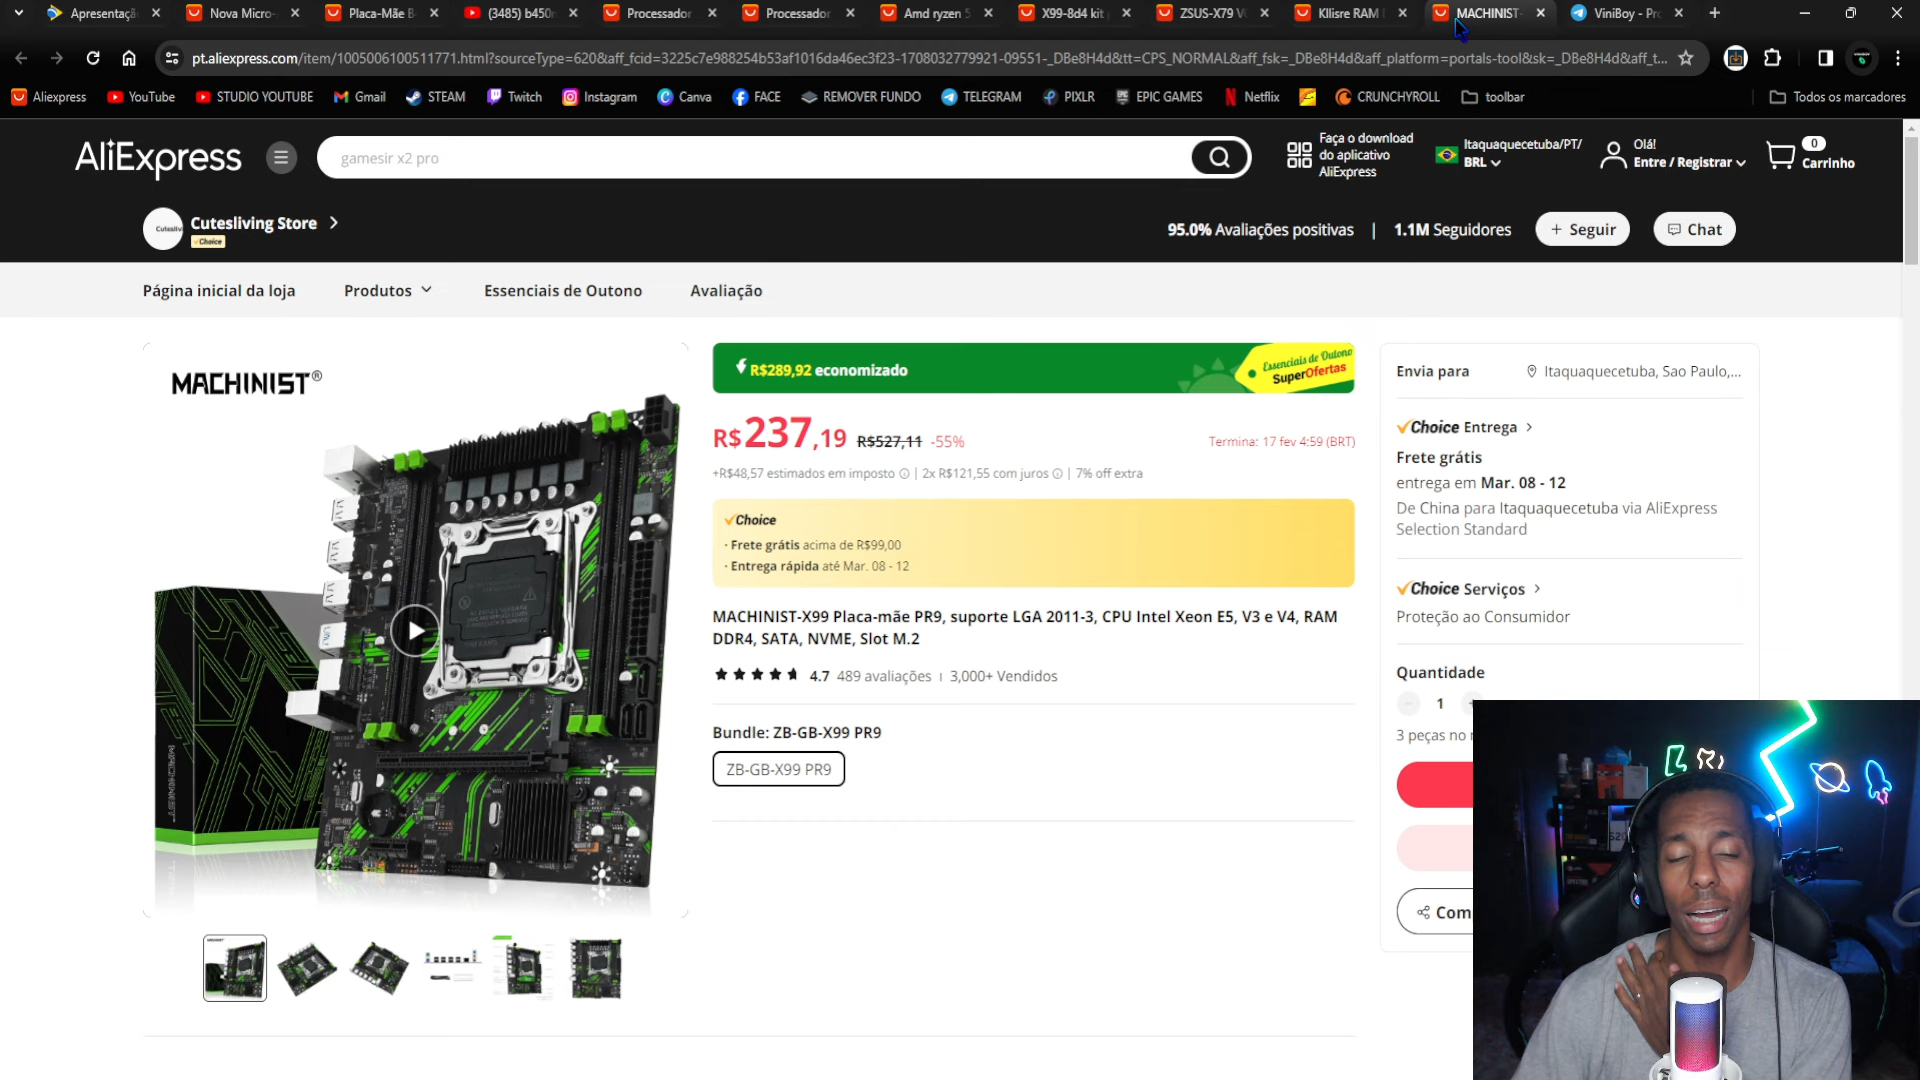 Apresentaçã
Nova Micro-
Placa-Mãe B
(3485) b450
Processador
Processador
Amd ryzen 5
X99-8d4 kit
ZSUS-X79 V
Kllisre RAM
MACHINIST-
ViniBoy - Pr
pt.aliexpress.com/item/1005006100511771.html?sourceType=620&aff_fcid=3225c7e988254b53af1016da46ec3f23-1708032779921-09551-_DBe8H4d&tt=CPS_NORMAL&aff_fsk=_DBe8H4d&aff_platform=portals-tool&sk=_DBe8H4d&aff_t...
Aliexpress
YouTube
STUDIO YOUTUBE
Gmail
STEAM
Twitch
Instagram
Canva
FACE
REMOVER FUNDO
TELEGRAM
PIXLR
EPIC GAMES
Netflix
CRUNCHYROLL
toolbar
Todos os marcadores
AliExpress
gamesir x2 pro
Faça o download
do aplicativo
AliExpress
Itaquaquecetuba/PT/
BRL
Olá!
Entre / Registrar
0
Carrinho
Cutesliving Store
Choice
95.0% Avaliações positivas | 1.1M Seguidores
+ Seguir
Chat
Página inicial da loja
Produtos
Essenciais de Outono
Avaliação
MACHINIST®
R$289,92 economizado
Essenciais de Outono
SuperOfertas
R$237,19 R$527,11 -55%
Termina: 17 fev 4:59 (BRT)
+R$48,57 estimados em imposto | 2x R$121,55 com juros | 7% off extra
Choice
· Frete grátis acima de R$99,00
· Entrega rápida até Mar. 08 - 12
MACHINIST-X99 Placa-mãe PR9, suporte LGA 2011-3, CPU Intel Xeon E5, V3 e V4, RAM
DDR4, SATA, NVME, Slot M.2
4.7 489 avaliações | 3,000+ Vendidos
Bundle: ZB-GB-X99 PR9
ZB-GB-X99 PR9
Envia para
Itaquaquecetuba, Sao Paulo,...
Choice Entrega
Frete grátis
entrega em Mar. 08 - 12
De China para Itaquaquecetuba via AliExpress
Selection Standard
Choice Serviços
Proteção ao Consumidor
Quantidade
1
3 peças no
Com